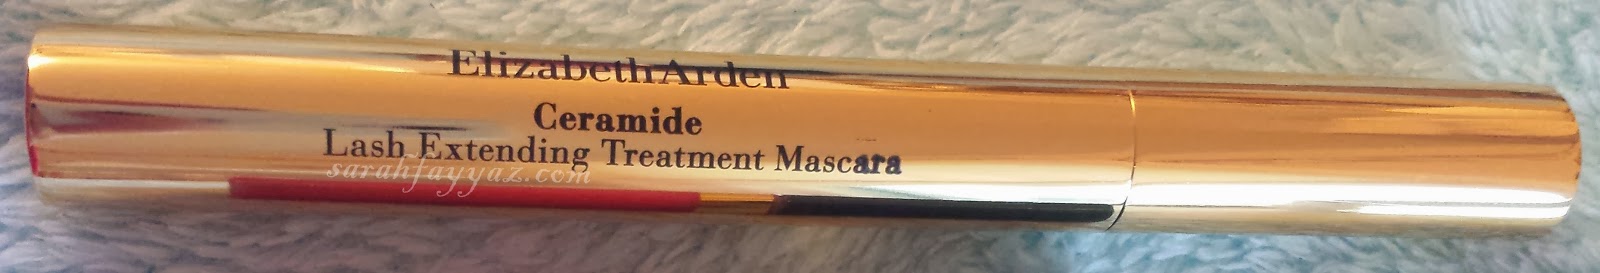 ElizabethArden
Ceramide
Lash Extending Treatment Mascara
sarahfayyaz.com